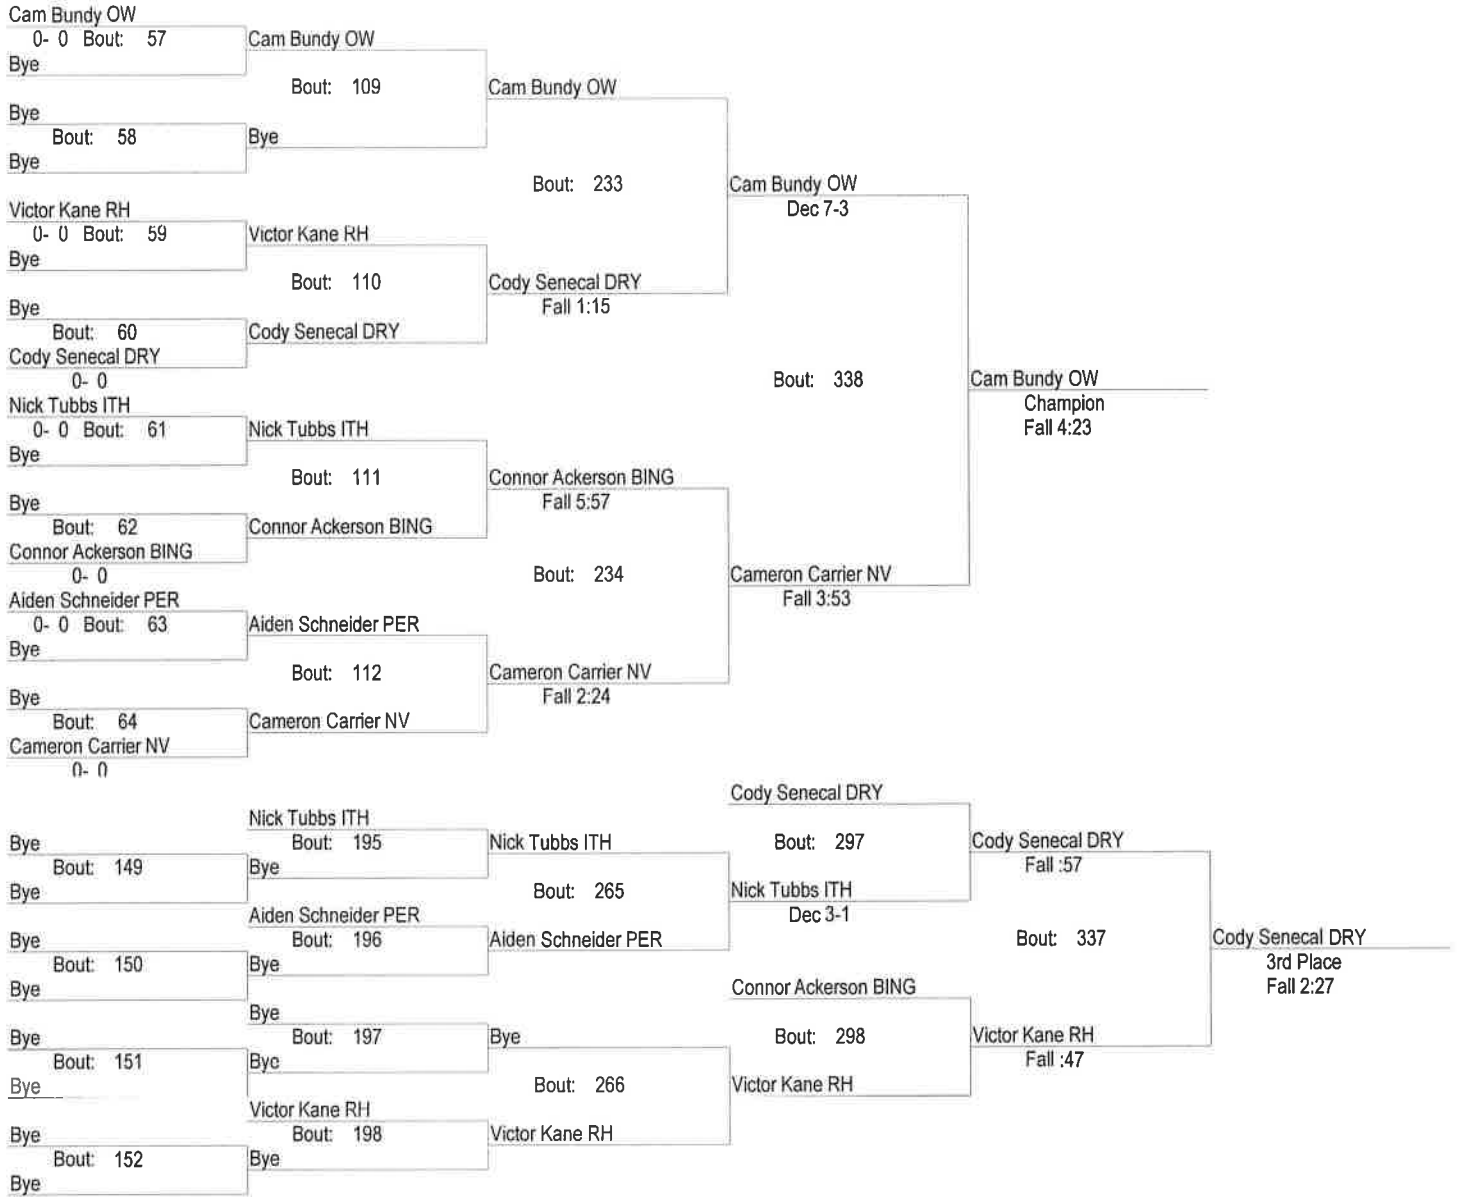 Cam Bundy OW
0- 0 Bout: 57
Cam Bundy OW
Bye
Bout: 109
Cam Bundy OW
Bye
Bout: 58
Bye
Bye
Bout: 233
Cam Bundy OW
Dec 7-3
Victor Kane RH
0- 0 Bout: 59
Victor Kane RH
Bye
Bout: 110
Cody Senecal DRY
Fall 1:15
Bye
Bout: 60
Cody Senecal DRY
Cody Senecal DRY
0- 0
Bout: 338
Cam Bundy OW
Champion
Fall 4:23
Nick Tubbs ITH
0- 0 Bout: 61
Nick Tubbs ITH
Bye
Bout: 111
Connor Ackerson BING
Fall 5:57
Bye
Bout: 62
Connor Ackerson BING
Connor Ackerson BING
0- 0
Bout: 234
Cameron Carrier NV
Fall 3:53
Aiden Schneider PER
0- 0 Bout: 63
Aiden Schneider PER
Bye
Bout: 112
Cameron Carrier NV
Fall 2:24
Bye
Bout: 64
Cameron Carrier NV
Cameron Carrier NV
0- 0
Cody Senecal DRY
Nick Tubbs ITH
Bye
Bout: 195
Nick Tubbs ITH
Bout: 297
Cody Senecal DRY
Fall :57
Bout: 149
Bye
Bye
Bout: 265
Nick Tubbs ITH
Dec 3-1
Aiden Schneider PER
Bye
Bout: 196
Aiden Schneider PER
Bout: 337
Cody Senecal DRY
3rd Place
Fall 2:27
Bout: 150
Bye
Bye
Connor Ackerson BING
Bye
Bye
Bout: 197
Bye
Bout: 298
Victor Kane RH
Fall :47
Bout: 151
Bye
Bye
Bout: 266
Victor Kane RH
Victor Kane RH
Bye
Bout: 198
Victor Kane RH
Bout: 152
Bye
Bye